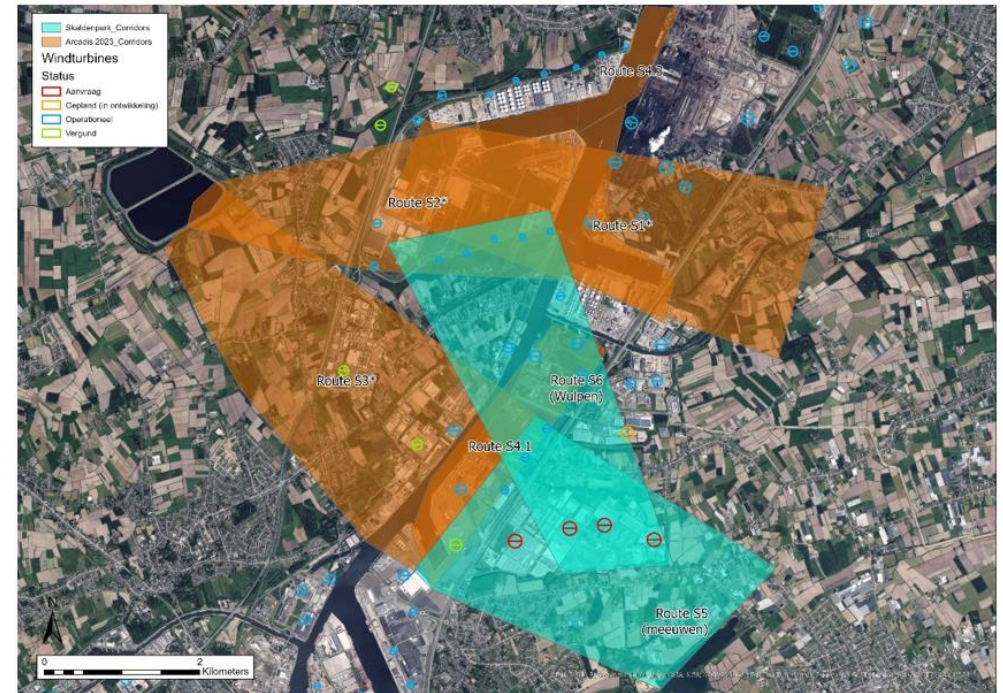 Skaldenpark_Corridors
Arcadis 2023_Corridors
Windturbines
Status
Aanvraag
Gepland (in ontwikkeling)
Operationeel
Vergund
Route S4.3
Route S2*
Route S1*
Route S3*
Route S6
(Wulpen)
Route S4.1
Route S5
(meeuwen)
N
0 2
Kilometers